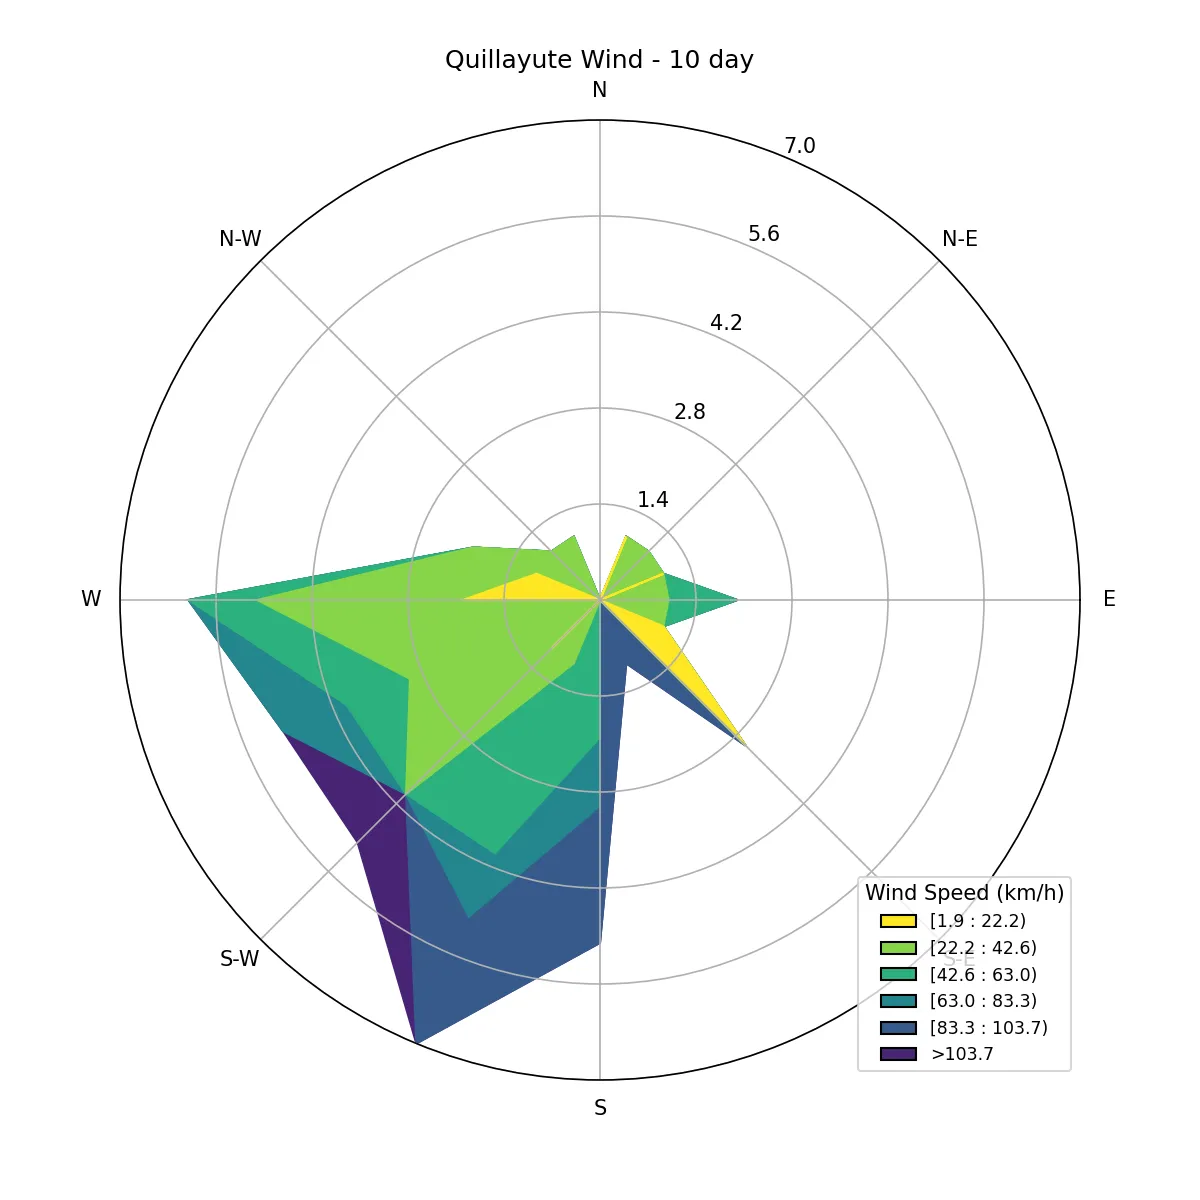 Quillayute Wind - 10 day
N
7.0
N-W
5.6
N-E
4.2
2.8
1.4
W
E
S-W
S-E
S
Wind Speed (km/h)
[1.9 : 22.2)
[22.2 : 42.6)
[42.6 : 63.0)
[63.0 : 83.3)
[83.3 : 103.7)
>103.7